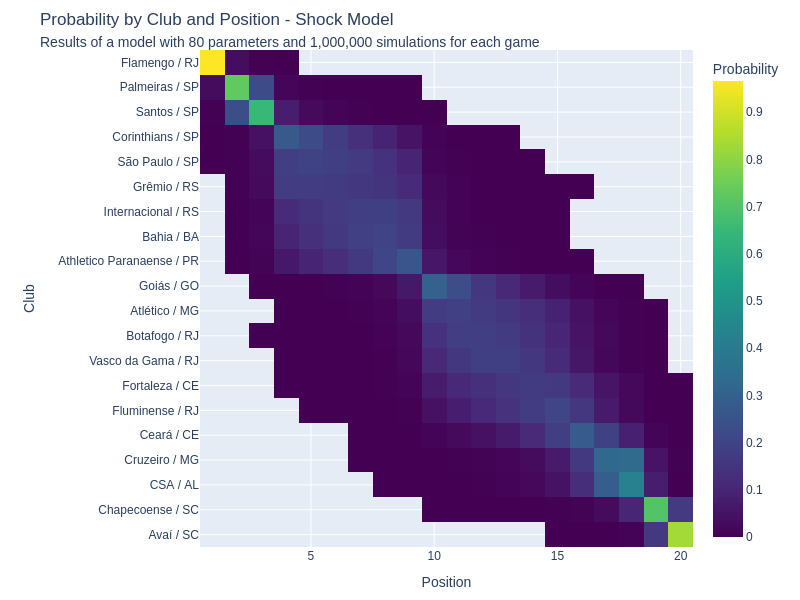 Probability by Club and Position - Shock Model
Results of a model with 80 parameters and 1,000,000 simulations for each game
Probability
Flamengo / RJ
Palmeiras / SP
Santos / SP
Corinthians / SP
São Paulo / SP
Grêmio / RS
Internacional / RS
Bahia / BA
Athletico Paranaense / PR
Goiás / GO
Atlético / MG
Botafogo / RJ
Vasco da Gama / RJ
Fortaleza / CE
Fluminense / RJ
Ceará / CE
Cruzeiro / MG
CSA / AL
Chapecoense / SC
Avaí / SC
Club
5
10
15
20
Position
0.9
0.8
0.7
0.6
0.5
0.4
0.3
0.2
0.1
0